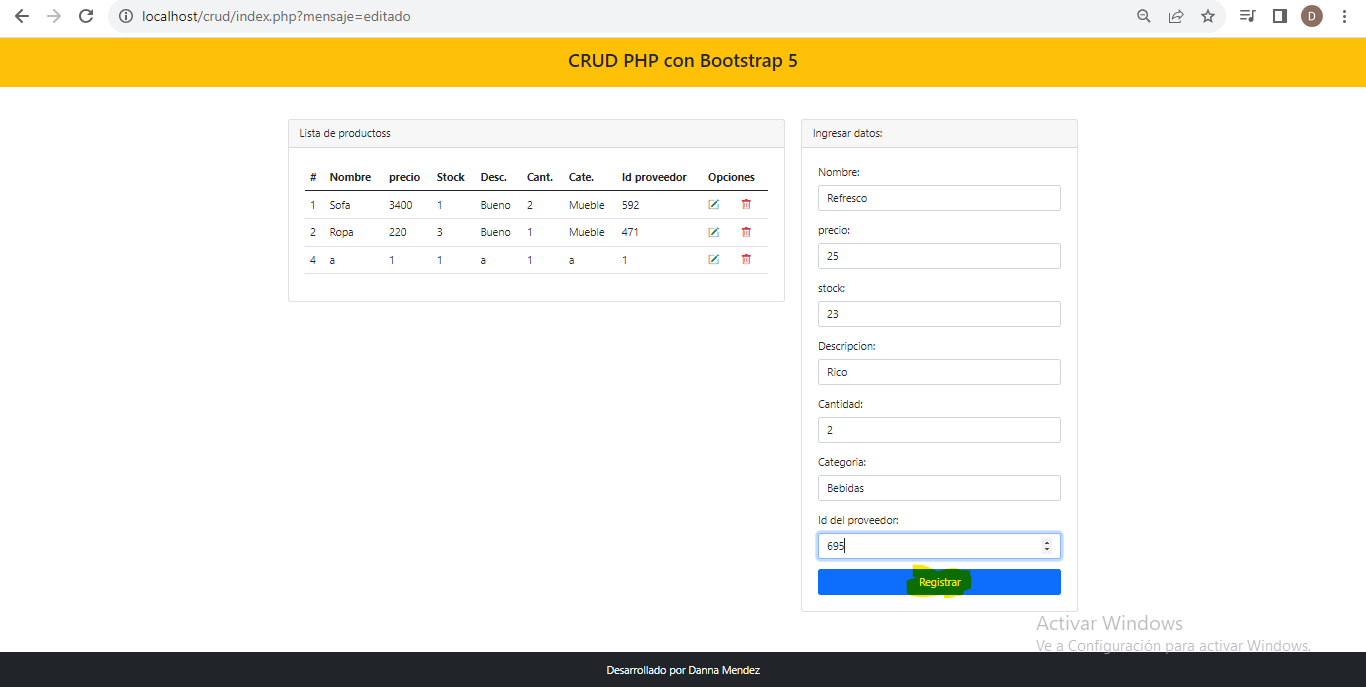 localhost/crud/index.php?mensaje=editado
D
CRUD PHP con Bootstrap 5
Lista de productoss
# Nombre precio Stock Desc. Cant. Cate. Id proveedor Opciones
1 Sofa 3400 1 Bueno 2 Mueble 592
2 Ropa 220 3 Bueno 1 Mueble 471
4 a 1 1 a 1 a 1
Ingresar datos:
Nombre:
Refresco
precio:
25
stock:
23
Descripcion:
Rico
Cantidad:
2
Categoria:
Bebidas
Id del proveedor:
695
Registrar
Activar Windows
Ve a Configuración para activar Windows.
Desarrollado por Danna Mendez